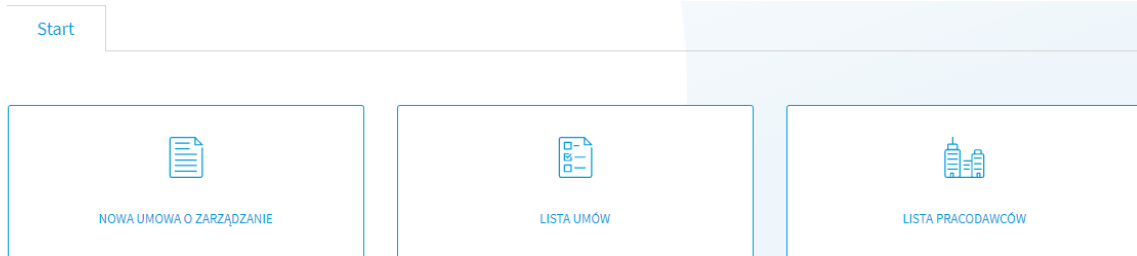 Start
NOWA UMOWA O ZARZĄDZANIE
LISTA UMÓW
LISTA PRACODAWCÓW